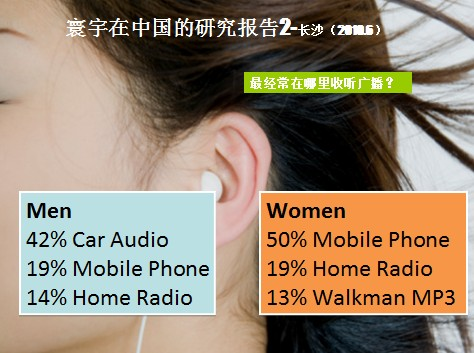 寰宇在中国的研究报告2-长沙（2010.6）
最经常在哪里收听广播？
Men
42% Car Audio
19% Mobile Phone
14% Home Radio
Women
50% Mobile Phone
19% Home Radio
13% Walkman MP3